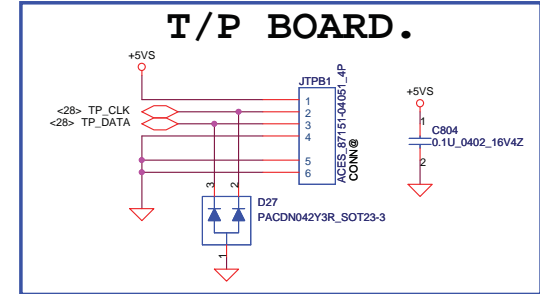 T/P BOARD.
+5VS
JTPB1
<28> TP_CLK
<28> TP_DATA
1
2
3
4
5
6
ACES_87151-04051_4P
CONN@
+5VS
1
C804
0.1U_0402_16V4Z
2
3
2
D27
PACDN042Y3R_SOT23-3
1